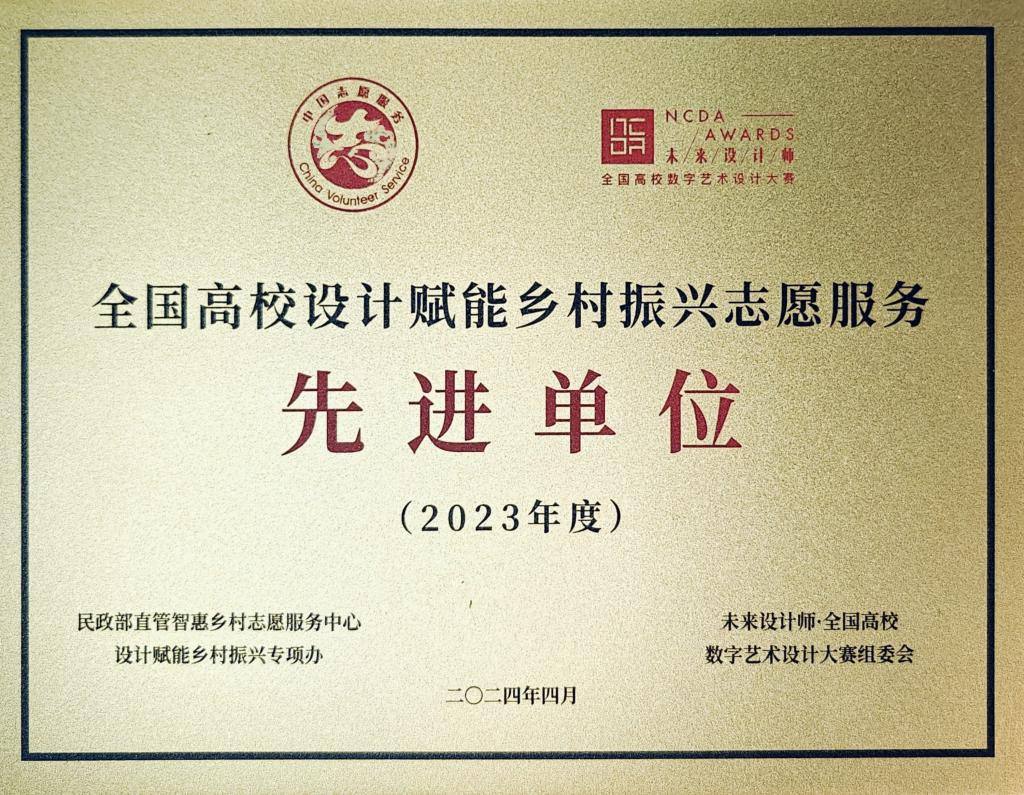 中国志愿服务
China Volunteer Service
NCDA
NCDA
AWARDS
未/来/设/计/师
全国高校数字艺术设计大赛
全国高校设计赋能乡村振兴志愿服务
先进单位
（2023年度）
民政部直管智惠乡村志愿服务中心
设计赋能乡村振兴专项办
未来设计师·全国高校
数字艺术设计大赛组委会
二〇二四年四月